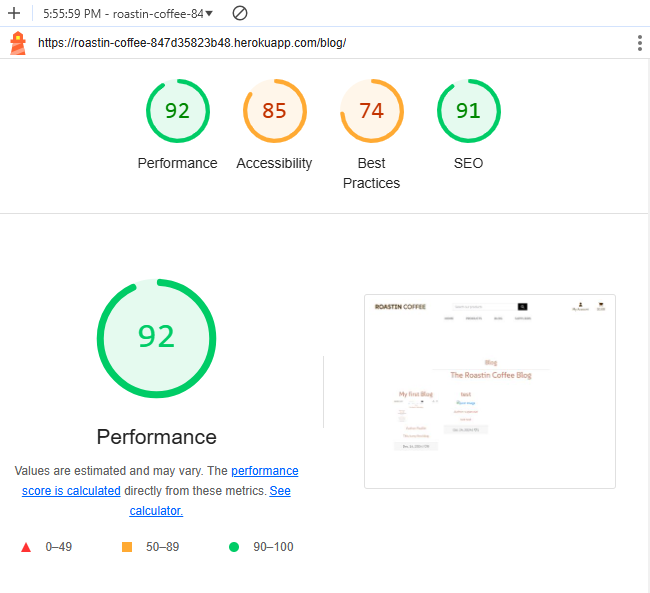 5:55:59 PM - roastin-coffee-84
https://roastin-coffee-847d35823b48.herokuapp.com/blog/
92 85 74 91
Performance Accessibility Best Practices SEO
92
Performance
Values are estimated and may vary. The performance
score is calculated directly from these metrics. See
calculator.
0–49 50–89 90–100
ROASTIN COFFEE
My Account
Blog
The Roastin Coffee Blog
My first Blog